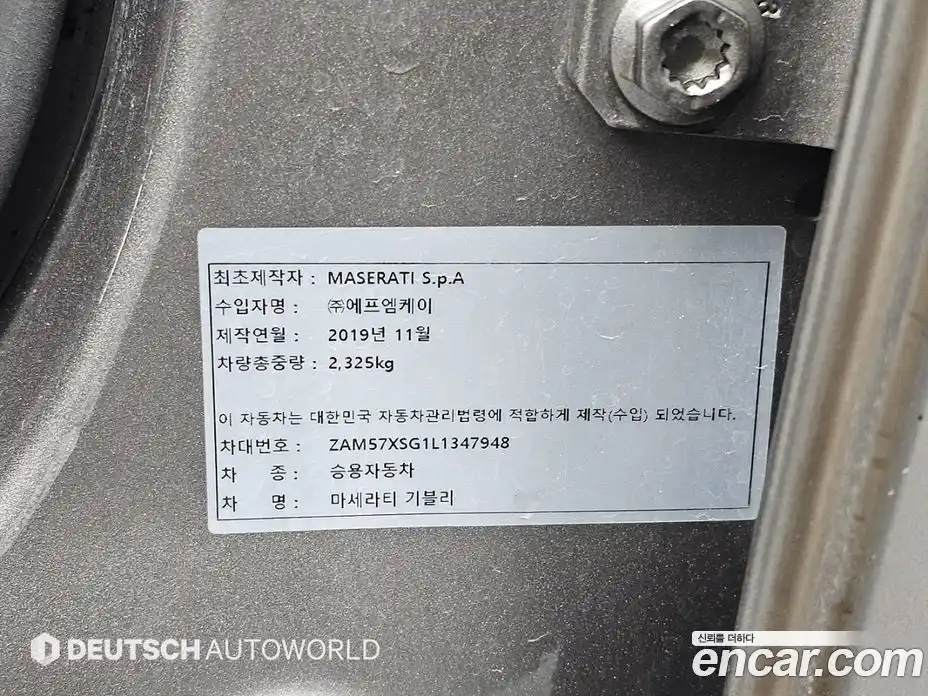 최초제작자 : MASERATI S.p.A
수입자명 : ㈜에프엠케이
제작연월 : 2019년 11월
차량총중량 : 2,325kg
이 자동차는 대한민국 자동차관리법령에 적합하게 제작(수입) 되었습니다.
차대번호 : ZAM57XSG1L1347948
차 종 : 승용자동차
차 명 : 마세라티 기블리
DEUTSCH AUTOWORLD
신뢰를 더하다
encar.com